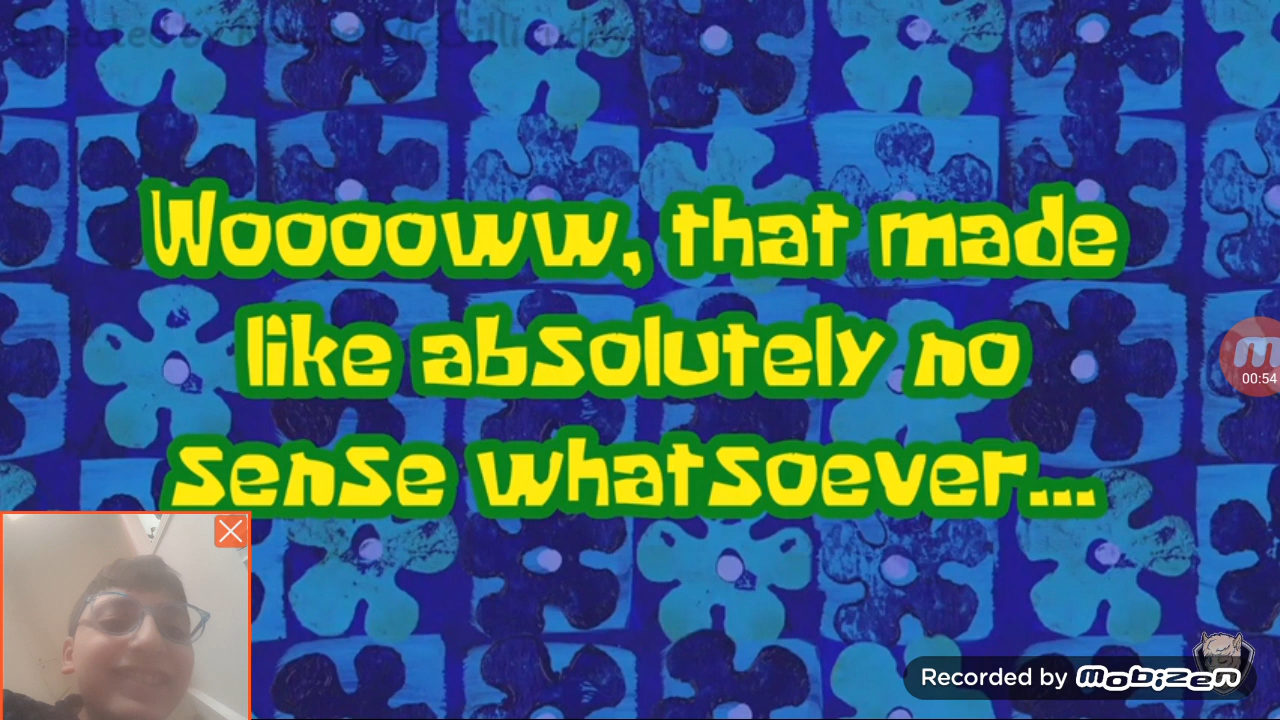 Wooooww, that made
like absolutely no
sense whatsoever...
00:54
Recorded by mobizen